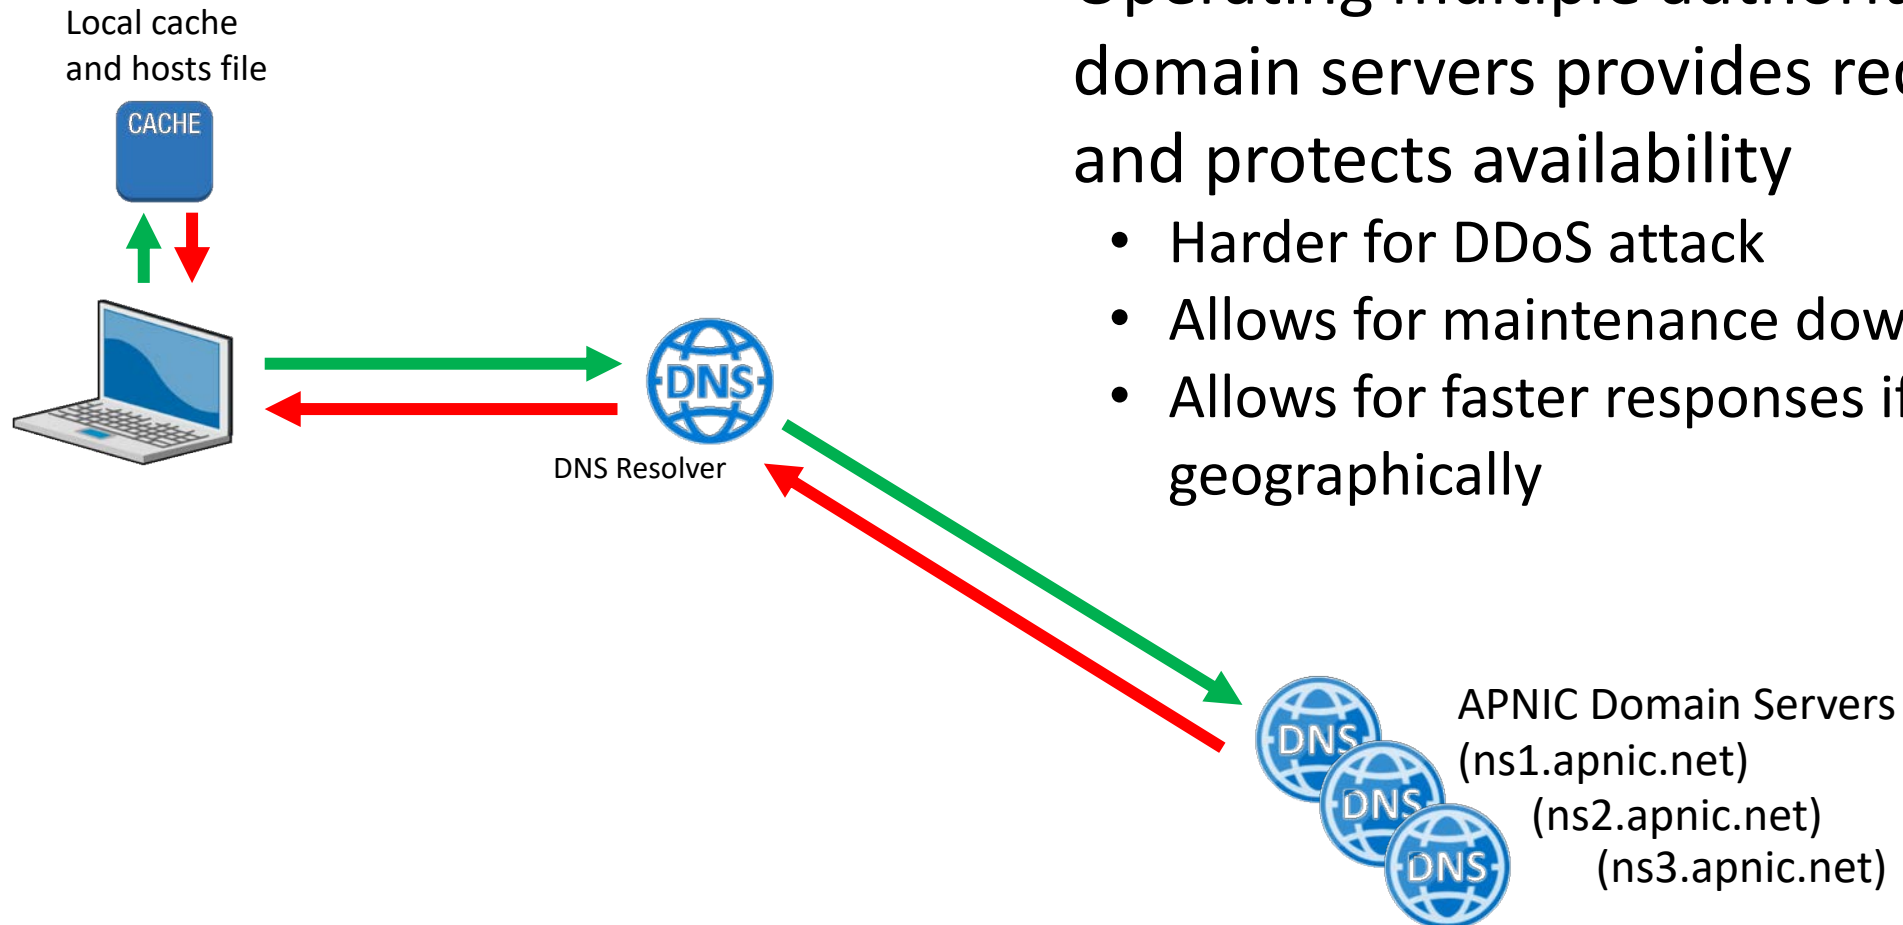 Local cache
and hosts file
CACHE
Operating multiple
domain servers provides
and protects availability
• Harder for DDoS attack
• Allows for maintenance
• Allows for faster responses
geographically
DNS
DNS Resolver
APNIC Domain Servers
(ns1.apnic.net)
(ns2.apnic.net)
(ns3.apnic.net)
DNS
DNS
DNS